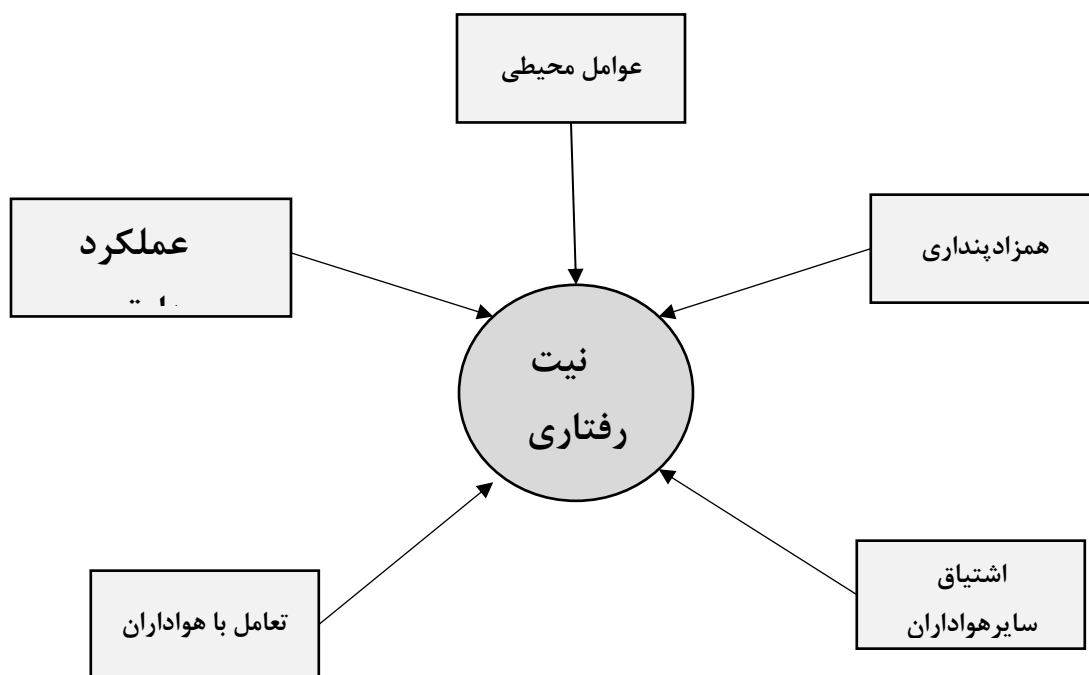 عوامل محیطی
عملکرد
همزادپنداری
نیت
رفتاری
تعامل با هواداران
اشتیاق
سایرهواداران